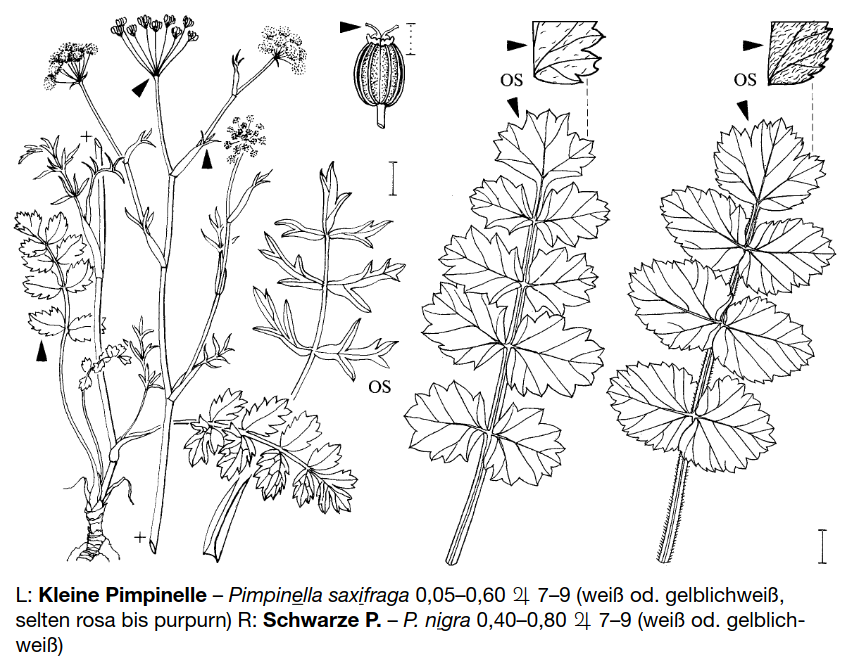 OS
OS
OS
L: Kleine Pimpinelle – Pimpinella saxifraga 0,05–0,60 ♃ 7–9 (weiß od. gelblichweiß,
selten rosa bis purpurn) R: Schwarze P. – P. nigra 0,40–0,80 ♃ 7–9 (weiß od. gelblich-
weiß)